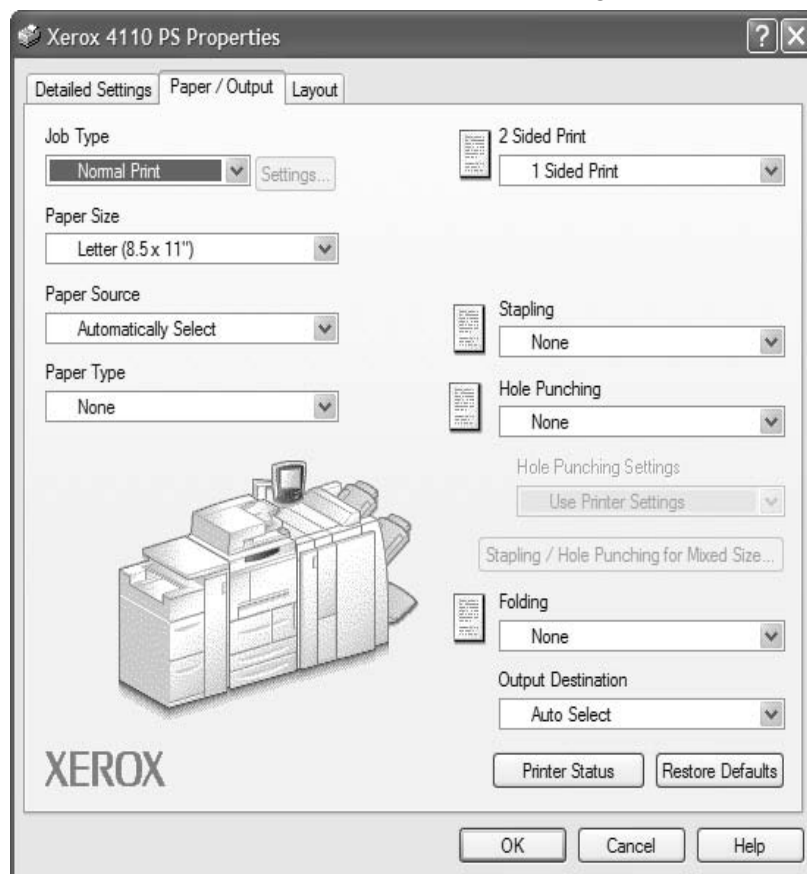 Xerox 4110 PS Properties
Detailed Settings
Paper / Output
Layout
Job Type
Normal Print
Settings...
Paper Size
Letter (8.5 x 11")
Paper Source
Automatically Select
Paper Type
None
2 Sided Print
1 Sided Print
Stapling
None
Hole Punching
None
Hole Punching Settings
Use Printer Settings
Stapling / Hole Punching for Mixed Size...
Folding
None
Output Destination
Auto Select
XEROX
Printer Status
Restore Defaults
OK
Cancel
Help